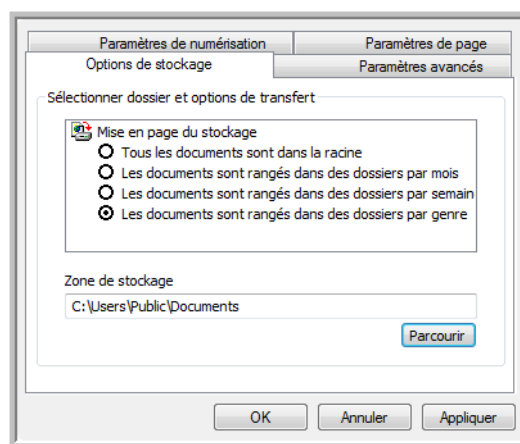 Paramètres de numérisation
Paramètres de page
Options de stockage
Paramètres avancés
Sélectionner dossier et options de transfert
Mise en page du stockage
Tous les documents sont dans la racine
Les documents sont rangés dans des dossiers par mois
Les documents sont rangés dans des dossiers par semain
Les documents sont rangés dans des dossiers par genre
Zone de stockage
C:\Users\Public\Documents
Parcourir
OK
Annuler
Appliquer